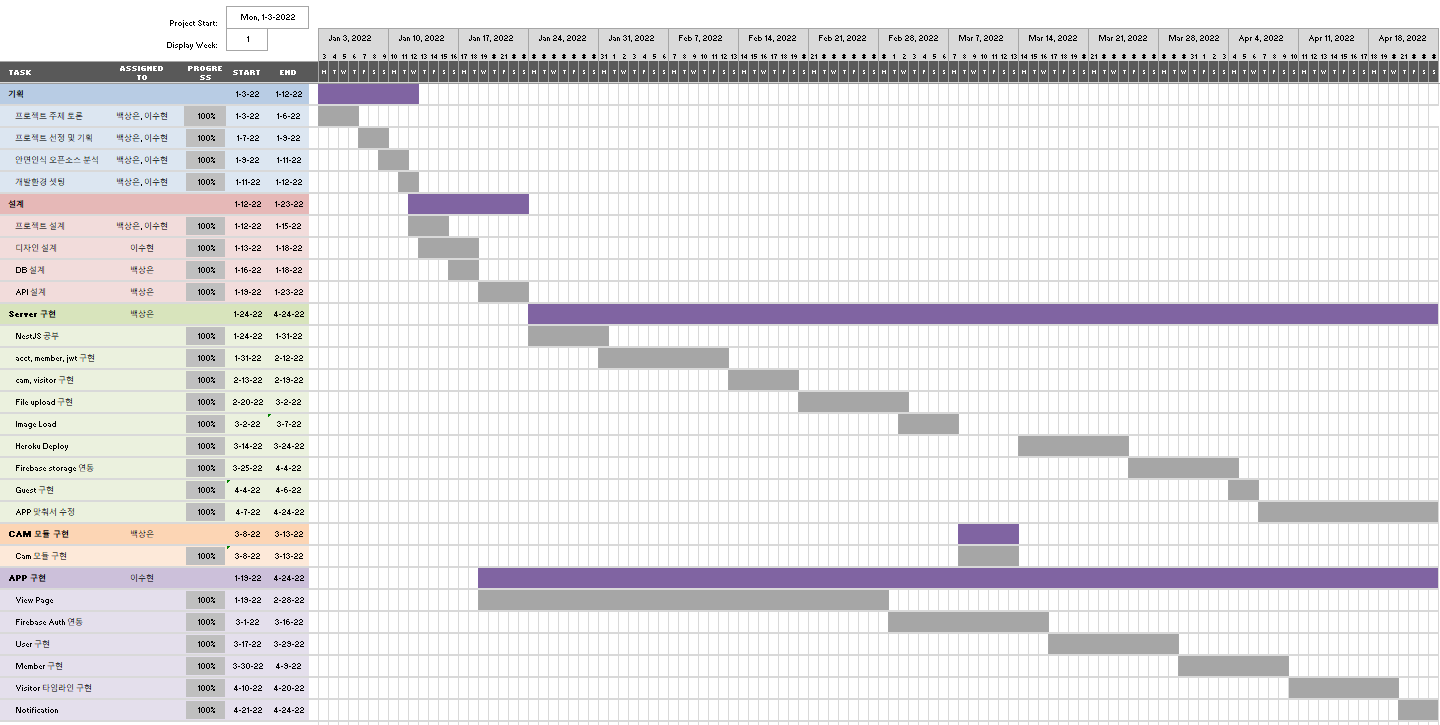 Project Start: Mon, 1-3-2022
Display Week: 1
Jan 3, 2022 Jan 10, 2022 Jan 17, 2022 Jan 24, 2022 Jan 31, 2022 Feb 7, 2022 Feb 14, 2022 Feb 21, 2022 Feb 28, 2022 Mar 7, 2022 Mar 14, 2022 Mar 21, 2022 Mar 28, 2022 Apr 4, 2022 Apr 11, 2022 Apr 18, 2022
TASK ASSIGNED TO PROGRESS START END
기획 1-3-22 1-12-22
프로젝트 주제 토론 백상은, 이수현 100% 1-3-22 1-6-22
프로젝트 선정 및 기획 백상은, 이수현 100% 1-7-22 1-9-22
안면인식 오픈소스 분석 백상은, 이수현 100% 1-9-22 1-11-22
개발환경 셋팅 백상은, 이수현 100% 1-11-22 1-12-22
설계 1-12-22 1-23-22
프로젝트 설계 백상은, 이수현 100% 1-12-22 1-15-22
디자인 설계 이수현 100% 1-13-22 1-18-22
DB 설계 백상은 100% 1-16-22 1-18-22
API 설계 백상은 100% 1-19-22 1-23-22
Server 구현 백상은 1-24-22 4-24-22
NestJS 공부 100% 1-24-22 1-31-22
acct, member, jwt 구현 100% 1-31-22 2-12-22
cam, visitor 구현 100% 2-13-22 2-19-22
File upload 구현 100% 2-20-22 3-2-22
Image Load 100% 3-2-22 3-7-22
Heroku Deploy 100% 3-14-22 3-24-22
Firebase storage 연동 100% 3-25-22 4-4-22
Guest 구현 100% 4-4-22 4-6-22
APP 맞춰서 수정 100% 4-7-22 4-24-22
CAM 모듈 구현 백상은 3-8-22 3-13-22
Cam 모듈 구현 100% 3-8-22 3-13-22
APP 구현 이수현 1-19-22 4-24-22
View Page 100% 1-19-22 2-28-22
Firebase Auth 연동 100% 3-1-22 3-16-22
User 구현 100% 3-17-22 3-29-22
Member 구현 100% 3-30-22 4-9-22
Visitor 타임라인 구현 100% 4-10-22 4-20-22
Notification 100% 4-21-22 4-24-22